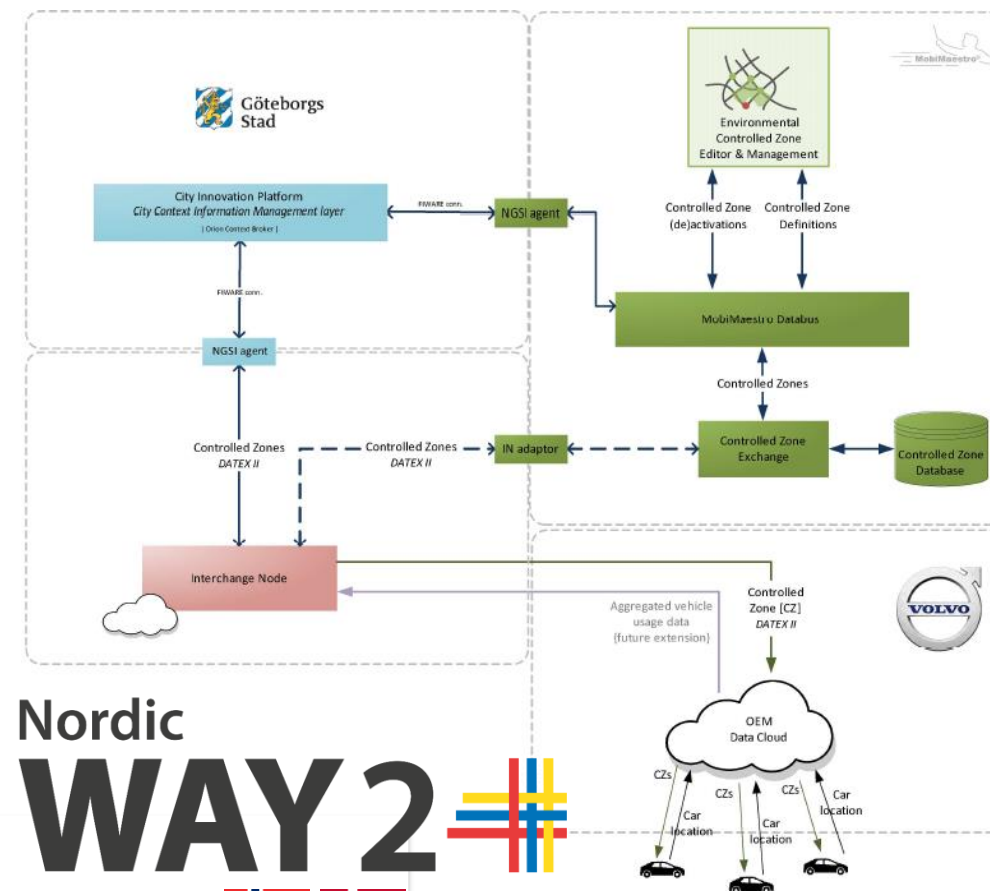 MobiMaestro
Göteborgs
Stad
Environmental
Controlled Zone
Editor & Management
City Innovation Platform
City Context Information Management layer
( Orion Context Broker )
FIWARE conn.
NGSI agent
Controlled Zone
(de)activations
Controlled Zone
Definitions
FIWARE conn.
MobiMaestro Databus
NGSI agent
Controlled Zones
Controlled Zones
DATEX II
Controlled Zones
DATEX II
IN adaptor
Controlled Zone
Exchange
Controlled Zone
Database
Interchange Node
Aggregated vehicle
usage data
(future extension)
Controlled
Zone [CZ]
DATEX II
VOLVO
OEM
Data Cloud
CZs
Car
location
CZs
Car
location
CZs
Car
location
Nordic
WAY 2